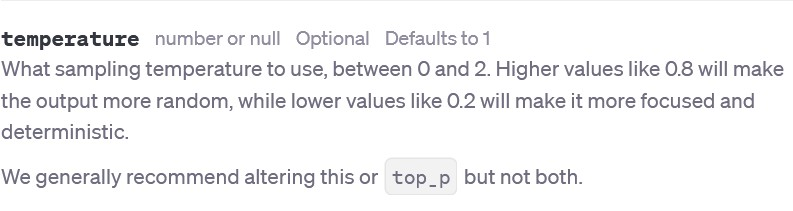 temperature number or null Optional Defaults to 1
What sampling temperature to use, between 0 and 2. Higher values like 0.8 will make
the output more random, while lower values like 0.2 will make it more focused and
deterministic.
We generally recommend altering this or top_p but not both.